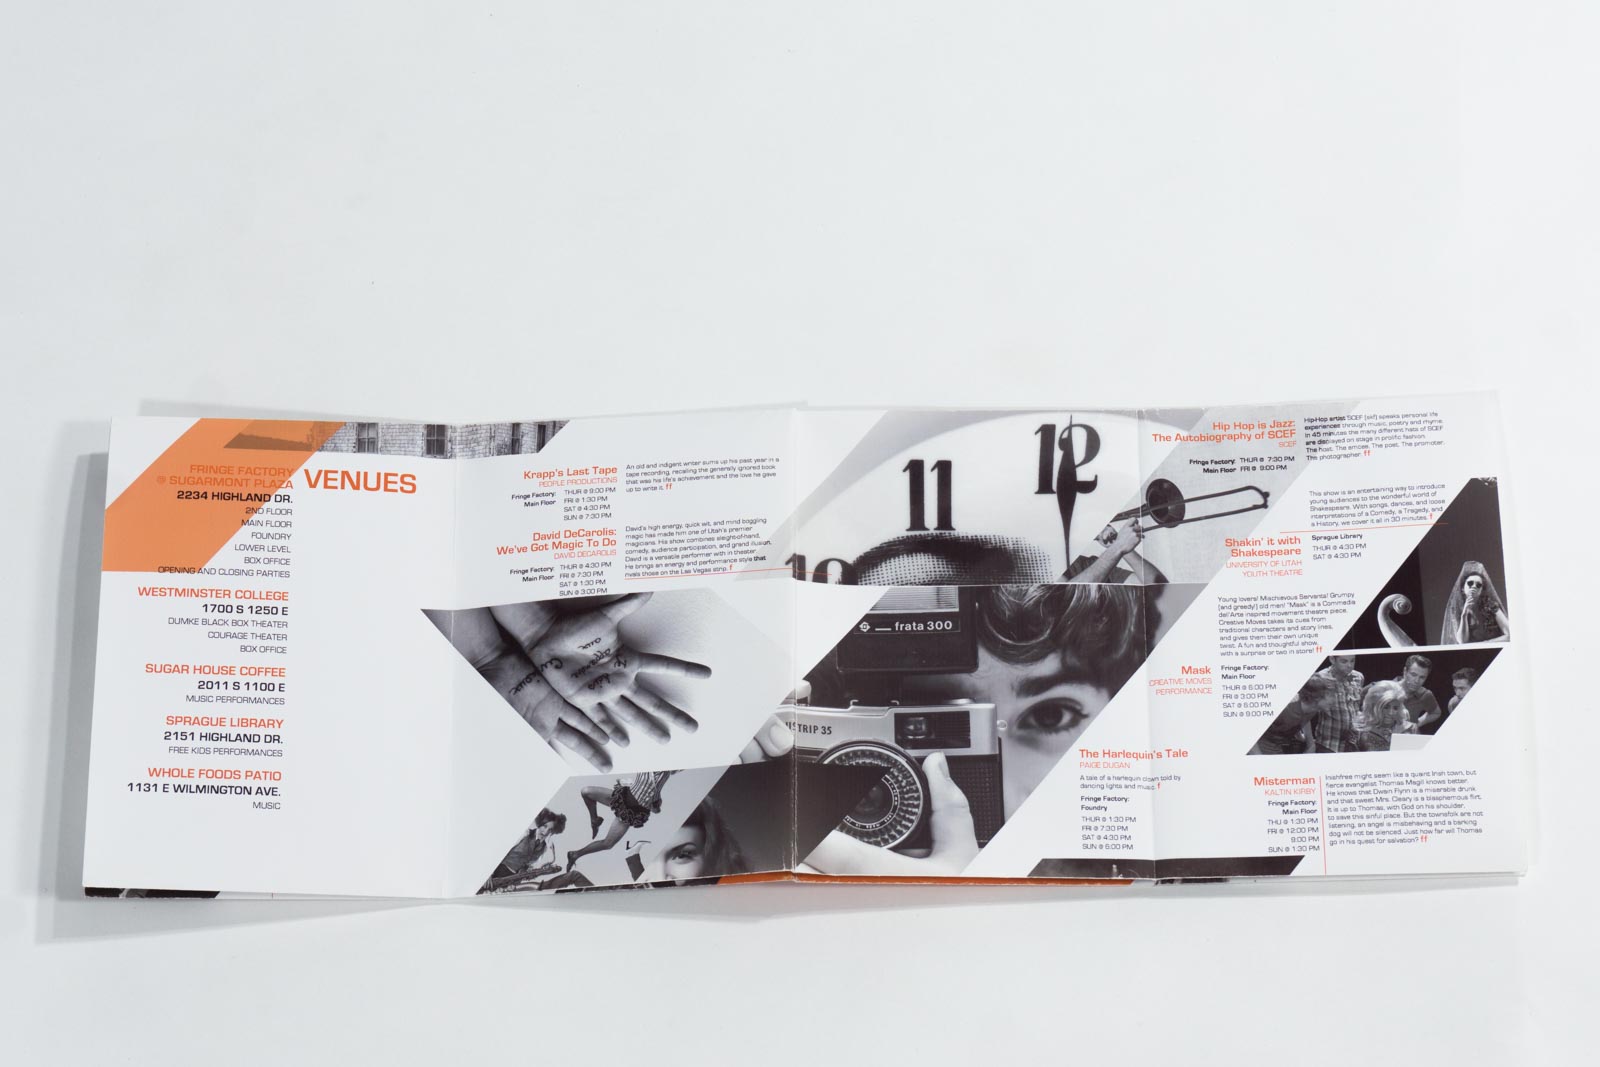 FRINGE FACTORY
@ SUGARMONT PLAZA
2234 HIGHLAND DR.
2ND FLOOR
MAIN FLOOR
FOUNDRY
LOWER LEVEL
BOX OFFICE
OPENING AND CLOSING PARTIES
VENUES
WESTMINSTER COLLEGE
1700 S 1250 E
DUMKE BLACK BOX THEATER
COURAGE THEATER
BOX OFFICE
SUGAR HOUSE COFFEE
2011 S 1100 E
MUSIC PERFORMANCES
SPRAGUE LIBRARY
2151 HIGHLAND DR.
FREE KIDS PERFORMANCES
WHOLE FOODS PATIO
1131 E WILMINGTON AVE.
MUSIC
Krapp's Last Tape
PEOPLE PRODUCTIONS
Fringe Factory:
Main Floor
THUR @ 9:00 PM
FRI @ 1:30 PM
SAT @ 4:30 PM
SUN @ 7:30 PM
An old and indigent writer sums up his past year in a
tape recording, recalling the generally ignored book
that was his life's achievement and the love he gave
up to write it. ff
David DeCarolis:
We've Got Magic To Do
DAVID DECAROLIS
Fringe Factory:
Main Floor
THUR @ 4:30 PM
FRI @ 7:30 PM
SAT @ 1:30 PM
SUN @ 3:00 PM
David's high energy, quick wit, and mind boggling
magic has made him one of Utah's premier
magicians. His show combines sleight-of-hand,
comedy, audience participation, and grand illusion.
David is a versatile performer with in theater.
He brings an energy and performance style that
rivals those on the Las Vegas strip. f
10
11
12
frata 300
TRIP 35
Hip Hop is Jazz:
The Autobiography of SCEF
SCEF
Fringe Factory:
Main Floor
THUR @ 7:30 PM
FRI @ 9:00 PM
Hip-Hop artist SCEF (skf) speaks personal life
experiences through music, poetry and rhyme.
In 45 minutes the many different hats of SCEF
are displayed on stage in prolific fashion.
The host. The emcee. The poet. The promoter.
The photographer. ff
This show is an entertaining way to introduce
young audiences to the wonderful world of
Shakespeare. With songs, dances, and loose
interpretations of a Comedy, a Tragedy, and
a History, we cover it all in 30 minutes. f
Shakin' it with
Shakespeare
UNIVERSITY OF UTAH
YOUTH THEATRE
Sprague Library
THUR @ 4:30 PM
SAT @ 4:30 PM
Young lovers! Mischievous Servants! Grumpy
(and greedy!) old men! "Mask" is a Commedia
dell'Arte inspired movement theatre piece.
Creative Moves takes its cues from
traditional characters and story lines,
and gives them their own unique
twist. A fun and thoughtful show,
with a surprise or two in store! ff
Mask
CREATIVE MOVES
PERFORMANCE
Fringe Factory:
Main Floor
THUR @ 6:00 PM
FRI @ 3:00 PM
SAT @ 6:00 PM
SUN @ 9:00 PM
The Harlequin's Tale
PAIGE DUGAN
A tale of a harlequin clown told by
dancing lights and music. f
Fringe Factory:
Foundry
THUR @ 1:30 PM
FRI @ 7:30 PM
SAT @ 4:30 PM
SUN @ 6:00 PM
Misterman
KALTIN KIRBY
Fringe Factory:
Main Floor
THU @ 1:30 PM
FRI @ 12:00 PM
9:00 PM
SUN @ 1:30 PM
Inishfree might seem like a quaint Irish town, but
fierce evangelist Thomas Magill knows better.
He knows that Dwain Flynn is a miserable drunk
and that sweet Mrs. Cleary is a blasphemous flirt.
It is up to Thomas, with God on his shoulder,
to save this sinful place. But the townsfolk are not
listening, an angel is misbehaving and a barking
dog will not be silenced. Just how far will Thomas
go in his quest for salvation? ff